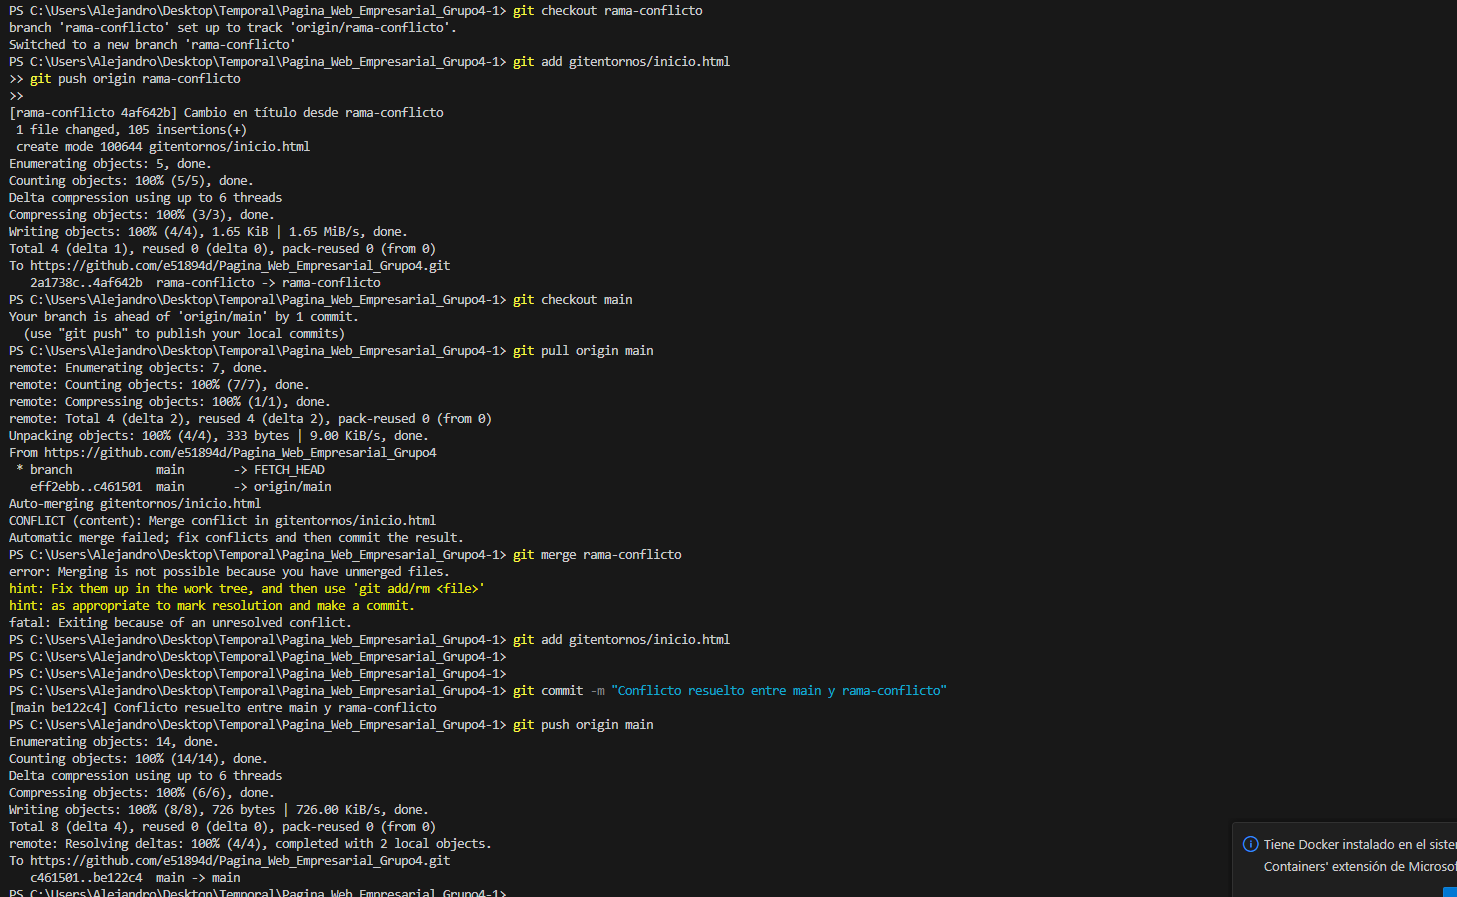 PS C:\Users\Alejandro\Desktop\Temporal\Pagina_Web_Empresarial_Grupo4-1> git checkout rama-conflicto
branch 'rama-conflicto' set up to track 'origin/rama-conflicto'.
Switched to a new branch 'rama-conflicto'
PS C:\Users\Alejandro\Desktop\Temporal\Pagina_Web_Empresarial_Grupo4-1> git add gitentornos/inicio.html
>> git push origin rama-conflicto
>>
[rama-conflicto 4af642b] Cambio en título desde rama-conflicto
 1 file changed, 105 insertions(+)
 create mode 100644 gitentornos/inicio.html
Enumerating objects: 5, done.
Counting objects: 100% (5/5), done.
Delta compression using up to 6 threads
Compressing objects: 100% (3/3), done.
Writing objects: 100% (4/4), 1.65 KiB | 1.65 MiB/s, done.
Total 4 (delta 1), reused 0 (delta 0), pack-reused 0 (from 0)
To https://github.com/e51894d/Pagina_Web_Empresarial_Grupo4.git
   2a1738c..4af642b  rama-conflicto -> rama-conflicto
PS C:\Users\Alejandro\Desktop\Temporal\Pagina_Web_Empresarial_Grupo4-1> git checkout main
Your branch is ahead of 'origin/main' by 1 commit.
  (use "git push" to publish your local commits)
PS C:\Users\Alejandro\Desktop\Temporal\Pagina_Web_Empresarial_Grupo4-1> git pull origin main
remote: Enumerating objects: 7, done.
remote: Counting objects: 100% (7/7), done.
remote: Compressing objects: 100% (1/1), done.
remote: Total 4 (delta 2), reused 4 (delta 2), pack-reused 0 (from 0)
Unpacking objects: 100% (4/4), 333 bytes | 9.00 KiB/s, done.
From https://github.com/e51894d/Pagina_Web_Empresarial_Grupo4
 * branch            main       -> FETCH_HEAD
   eff2ebb..c461501  main       -> origin/main
Auto-merging gitentornos/inicio.html
CONFLICT (content): Merge conflict in gitentornos/inicio.html
Automatic merge failed; fix conflicts and then commit the result.
PS C:\Users\Alejandro\Desktop\Temporal\Pagina_Web_Empresarial_Grupo4-1> git merge rama-conflicto
error: Merging is not possible because you have unmerged files.
hint: Fix them up in the work tree, and then use 'git add/rm <file>'
hint: as appropriate to mark resolution and make a commit.
fatal: Exiting because of an unresolved conflict.
PS C:\Users\Alejandro\Desktop\Temporal\Pagina_Web_Empresarial_Grupo4-1> git add gitentornos/inicio.html
PS C:\Users\Alejandro\Desktop\Temporal\Pagina_Web_Empresarial_Grupo4-1>
PS C:\Users\Alejandro\Desktop\Temporal\Pagina_Web_Empresarial_Grupo4-1>
PS C:\Users\Alejandro\Desktop\Temporal\Pagina_Web_Empresarial_Grupo4-1> git commit -m "Conflicto resuelto entre main y rama-conflicto"
[main be122c4] Conflicto resuelto entre main y rama-conflicto
PS C:\Users\Alejandro\Desktop\Temporal\Pagina_Web_Empresarial_Grupo4-1> git push origin main
Enumerating objects: 14, done.
Counting objects: 100% (14/14), done.
Delta compression using up to 6 threads
Compressing objects: 100% (6/6), done.
Writing objects: 100% (8/8), 726 bytes | 726.00 KiB/s, done.
Total 8 (delta 4), reused 0 (delta 0), pack-reused 0 (from 0)
remote: Resolving deltas: 100% (4/4), completed with 2 local objects.
To https://github.com/e51894d/Pagina_Web_Empresarial_Grupo4.git
   c461501..be122c4  main -> main
PS C:\Users\Alejandro\Desktop\Temporal\Pagina_Web_Empresarial_Grupo4-1>
Tiene Docker instalado en el sister
Containers' extensión de Microsof